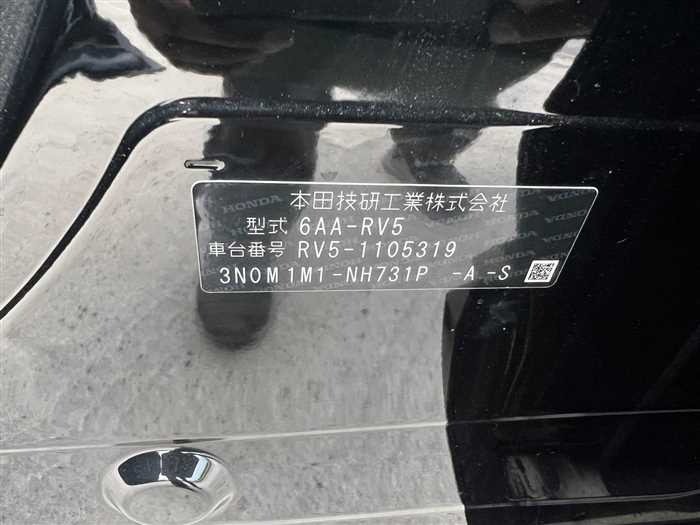 本田技研工業株式会社
型式 6AA-RV5
車台番号 RV5-1105319
3N0M1M1-NH731P -A-S